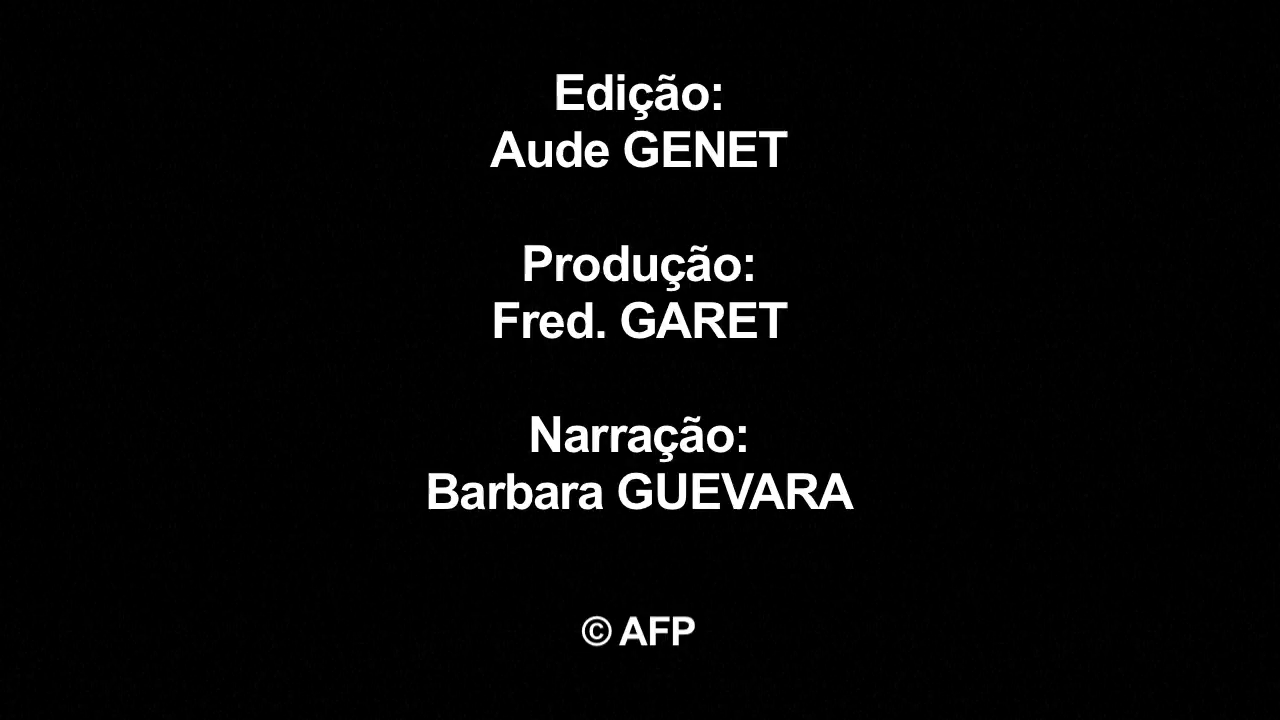 Edição:
Aude GENET
Produção:
Fred. GARET
Narração:
Barbara GUEVARA
© AFP